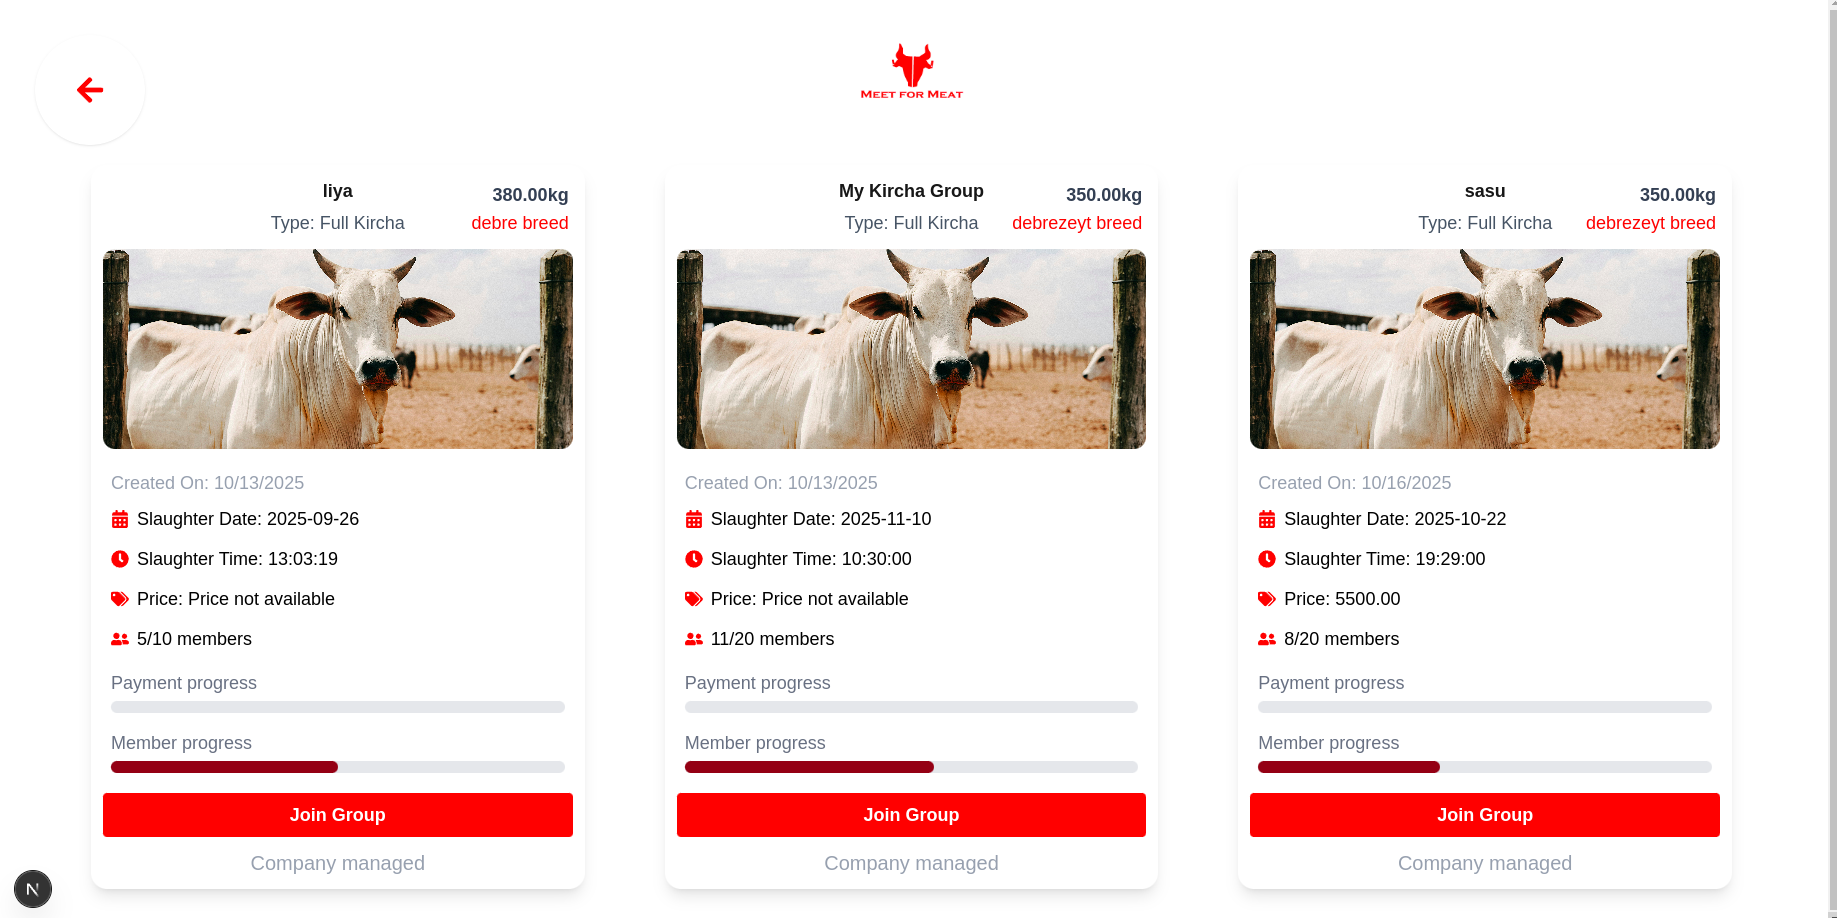 MEET FOR MEAT
liya
380.00kg
Type: Full Kircha
debre breed
Created On: 10/13/2025
Slaughter Date: 2025-09-26
Slaughter Time: 13:03:19
Price: Price not available
5/10 members
Payment progress
Member progress
Join Group
Company managed
My Kircha Group
350.00kg
Type: Full Kircha
debrezeyt breed
Created On: 10/13/2025
Slaughter Date: 2025-11-10
Slaughter Time: 10:30:00
Price: Price not available
11/20 members
Payment progress
Member progress
Join Group
Company managed
sasu
350.00kg
Type: Full Kircha
debrezeyt breed
Created On: 10/16/2025
Slaughter Date: 2025-10-22
Slaughter Time: 19:29:00
Price: 5500.00
8/20 members
Payment progress
Member progress
Join Group
Company managed
N